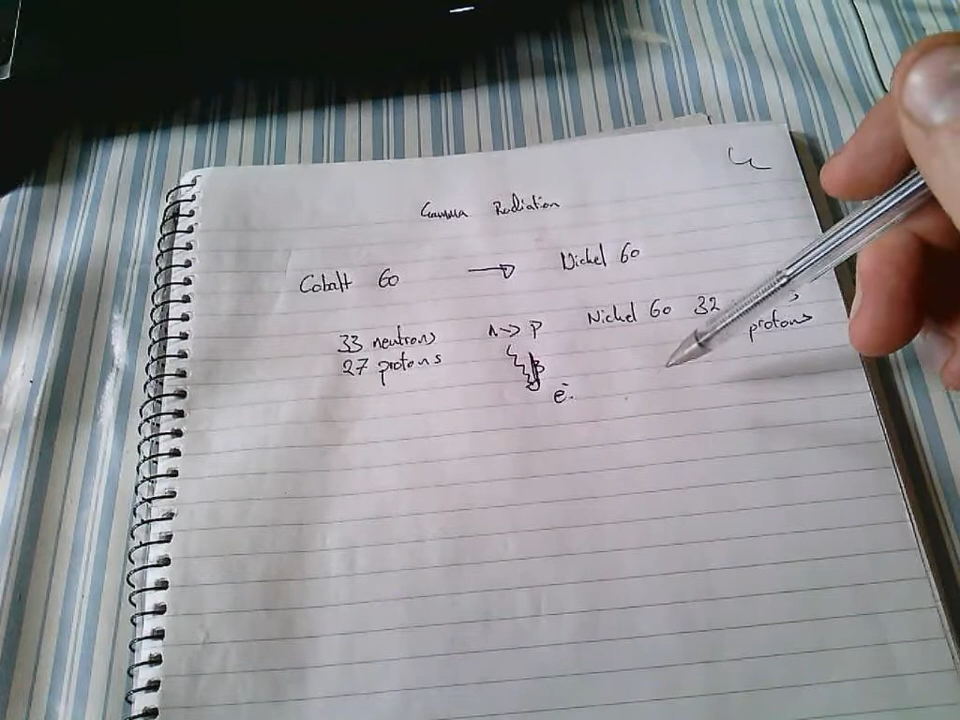 Gamma Radiation
Cobalt 60 → Nickel 60
33 neutrons n -> p Nickel 60 32
27 protons protons
e⁻